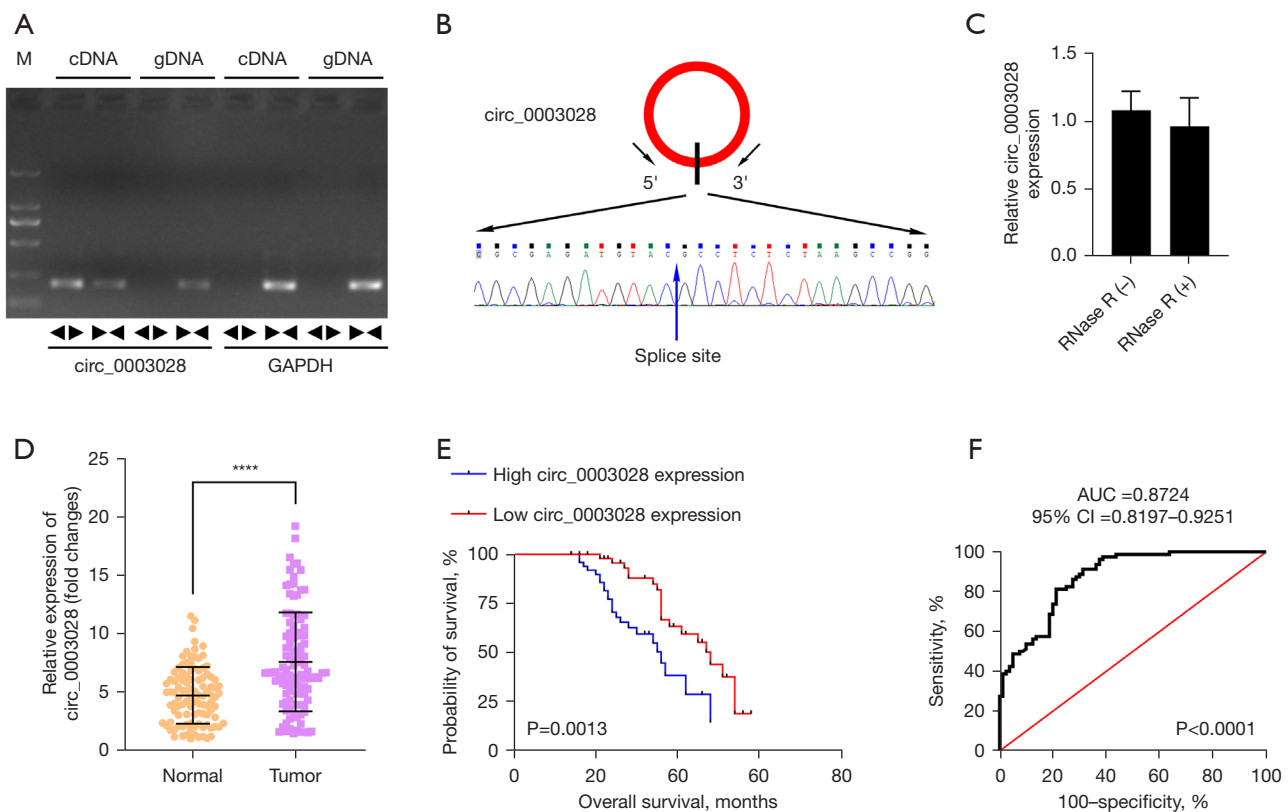 A
M
cDNA gDNA cDNA gDNA
circ_0003028 GAPDH
B
circ_0003028
5' 3'
C G C G A G A T G T A C G C C T C T C T A A G C C G G
Splice site
C
Relative circ_0003028
expression
1.5
1.0
0.5
0.0
RNase R (-)
RNase R (+)
D
Relative expression of
circ_0003028 (fold changes)
25
20
15
10
5
0
****
Normal Tumor
E
High circ_0003028 expression
Low circ_0003028 expression
Probability of survival, %
100
75
50
25
0
P=0.0013
0 20 60 60 80
Overall survival, months
F
AUC =0.8724
95% CI =0.8197–0.9251
Sensitivity, %
100
80
60
40
20
0
P<0.0001
0 20 40 60 80 100
100–specificity, %